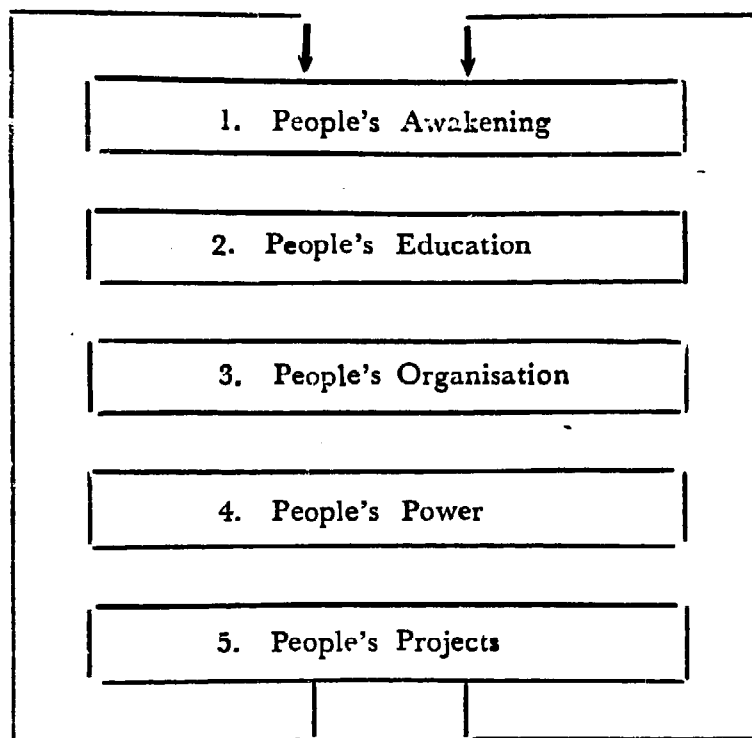 1. People's Awakening
2. People's Education
3. People's Organisation
4. People's Power
5. People's Projects